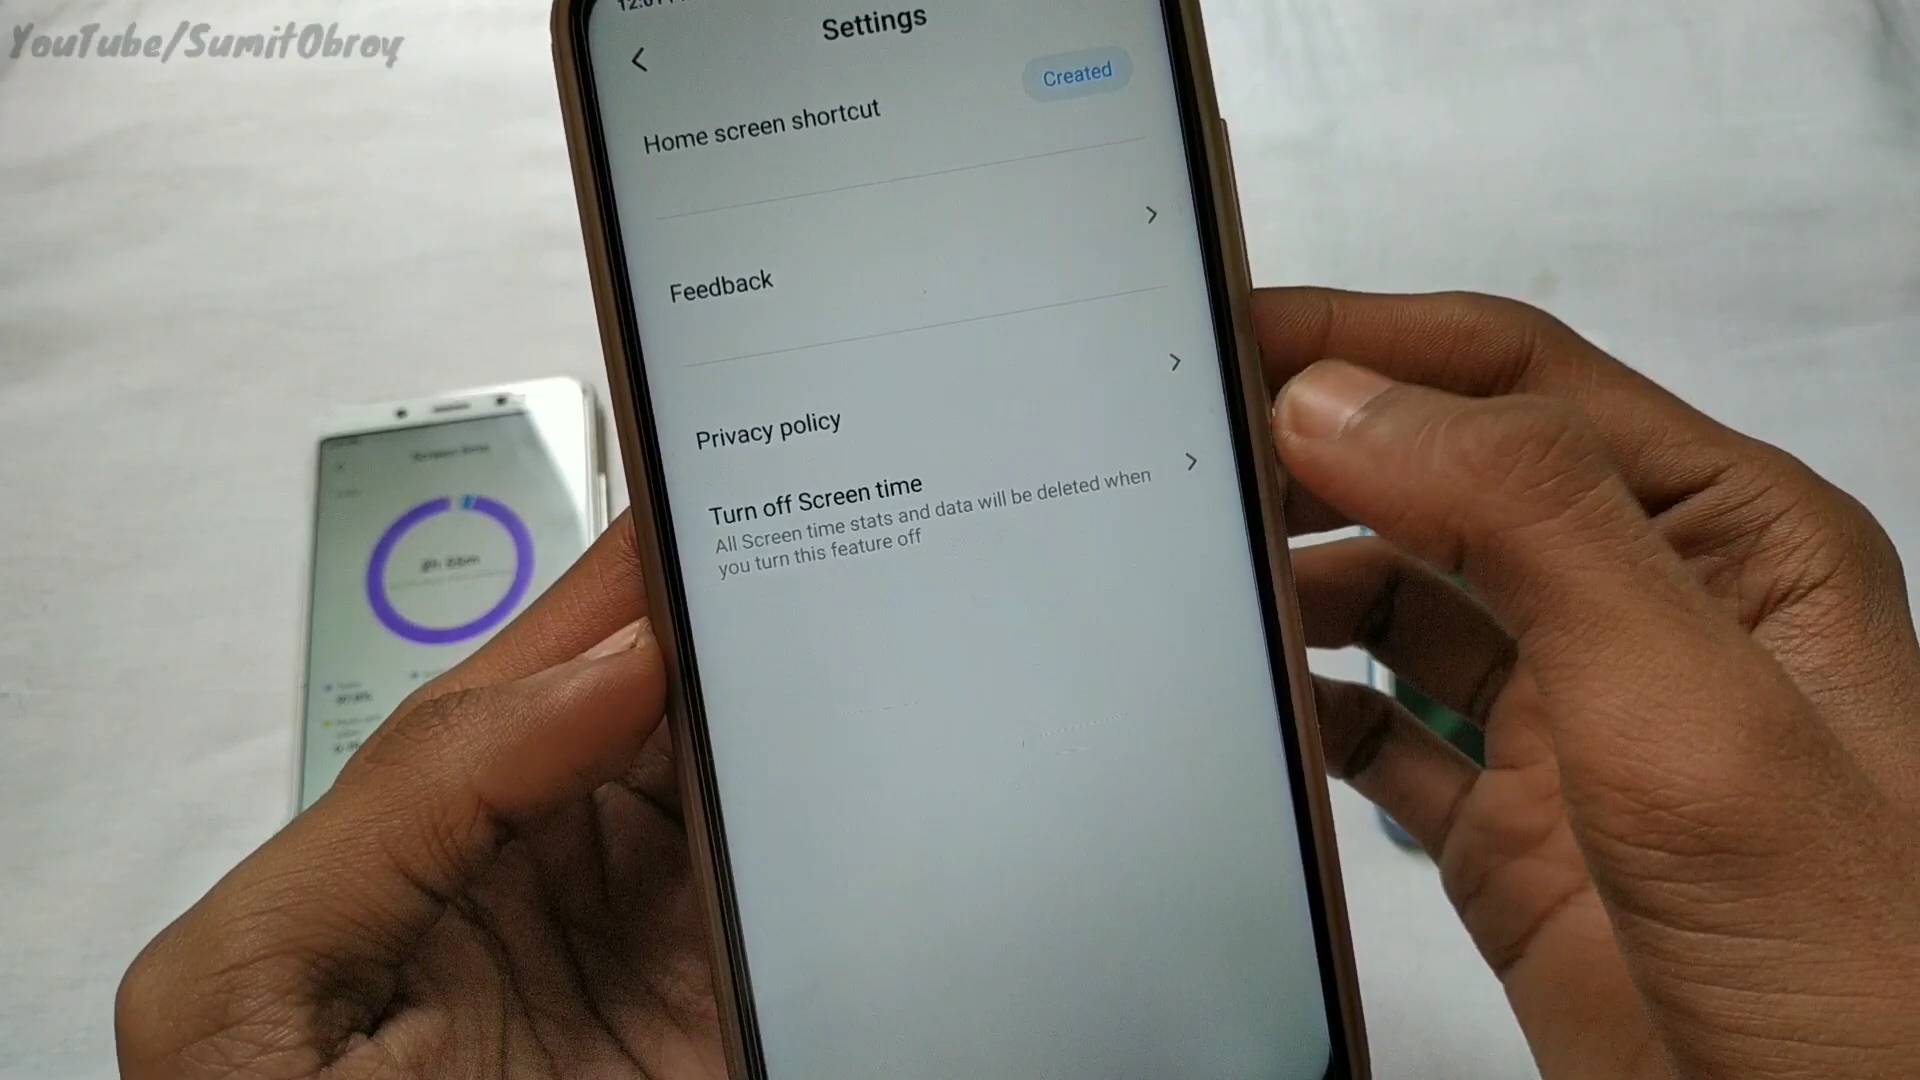 YouTube/SumitObroy
Settings
Created
Home screen shortcut
Feedback
Privacy policy
Turn off Screen time
All Screen time stats and data will be deleted when
you turn this feature off